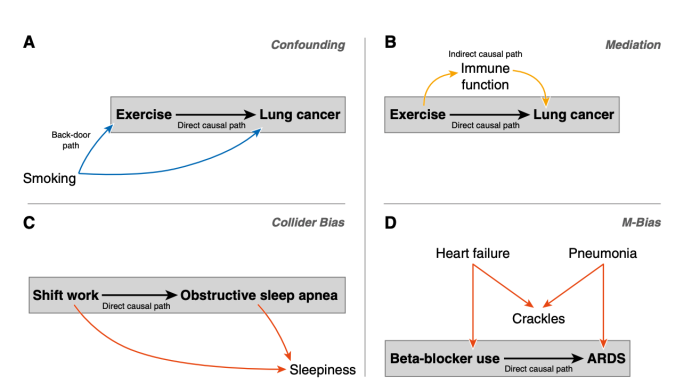 A
Confounding
Exercise
Lung cancer
Direct causal path
Back-door
path
Smoking
B
Mediation
Indirect causal path
Immune
function
Exercise
Lung cancer
Direct causal path
C
Collider Bias
Shift work
Obstructive sleep apnea
Direct causal path
Sleepiness
D
M-Bias
Heart failure
Pneumonia
Crackles
Beta-blocker use
ARDS
Direct causal path